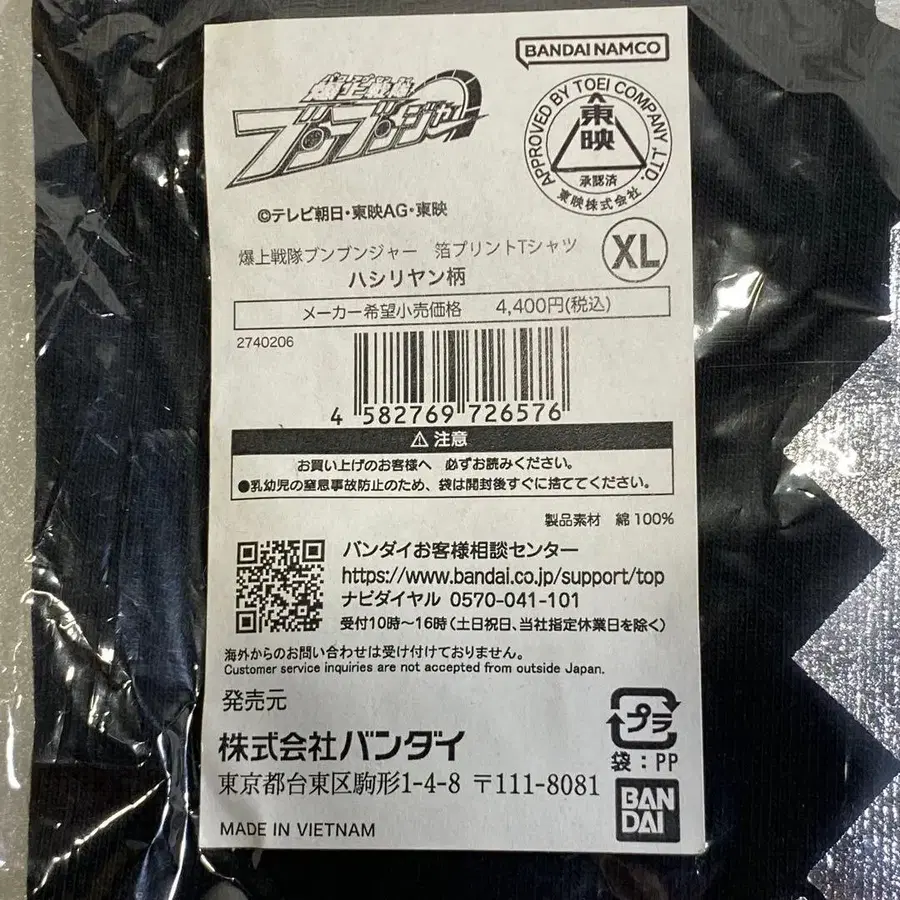 BANDAI NAMCO
爆上戦隊
ブンブンジャー
APPROVED BY TOEI COMPANY, LTD.
東映
承認済
東映株式会社
©テレビ朝日・東映AG・東映
爆上戦隊ブンブンジャー 箔プリントTシャツ
ハシリヤン柄
XL
メーカー希望小売価格 4,400円(税込)
2740206
4 582769 726576
⚠注意
お買い上げのお客様へ 必ずお読みください。
●乳幼児の窒息事故防止のため、袋は開封後すぐに捨ててください。
製品素材 綿100%
バンダイお客様相談センター
https://www.bandai.co.jp/support/top
ナビダイヤル 0570-041-101
受付10時～16時(土日祝日、当社指定休業日を除く)
海外からのお問い合わせは受け付けておりません。
Customer service inquiries are not accepted from outside Japan.
発売元
株式会社バンダイ
東京都台東区駒形1-4-8 〒111-8081
MADE IN VIETNAM
プラ
袋：PP
BAN
DAI